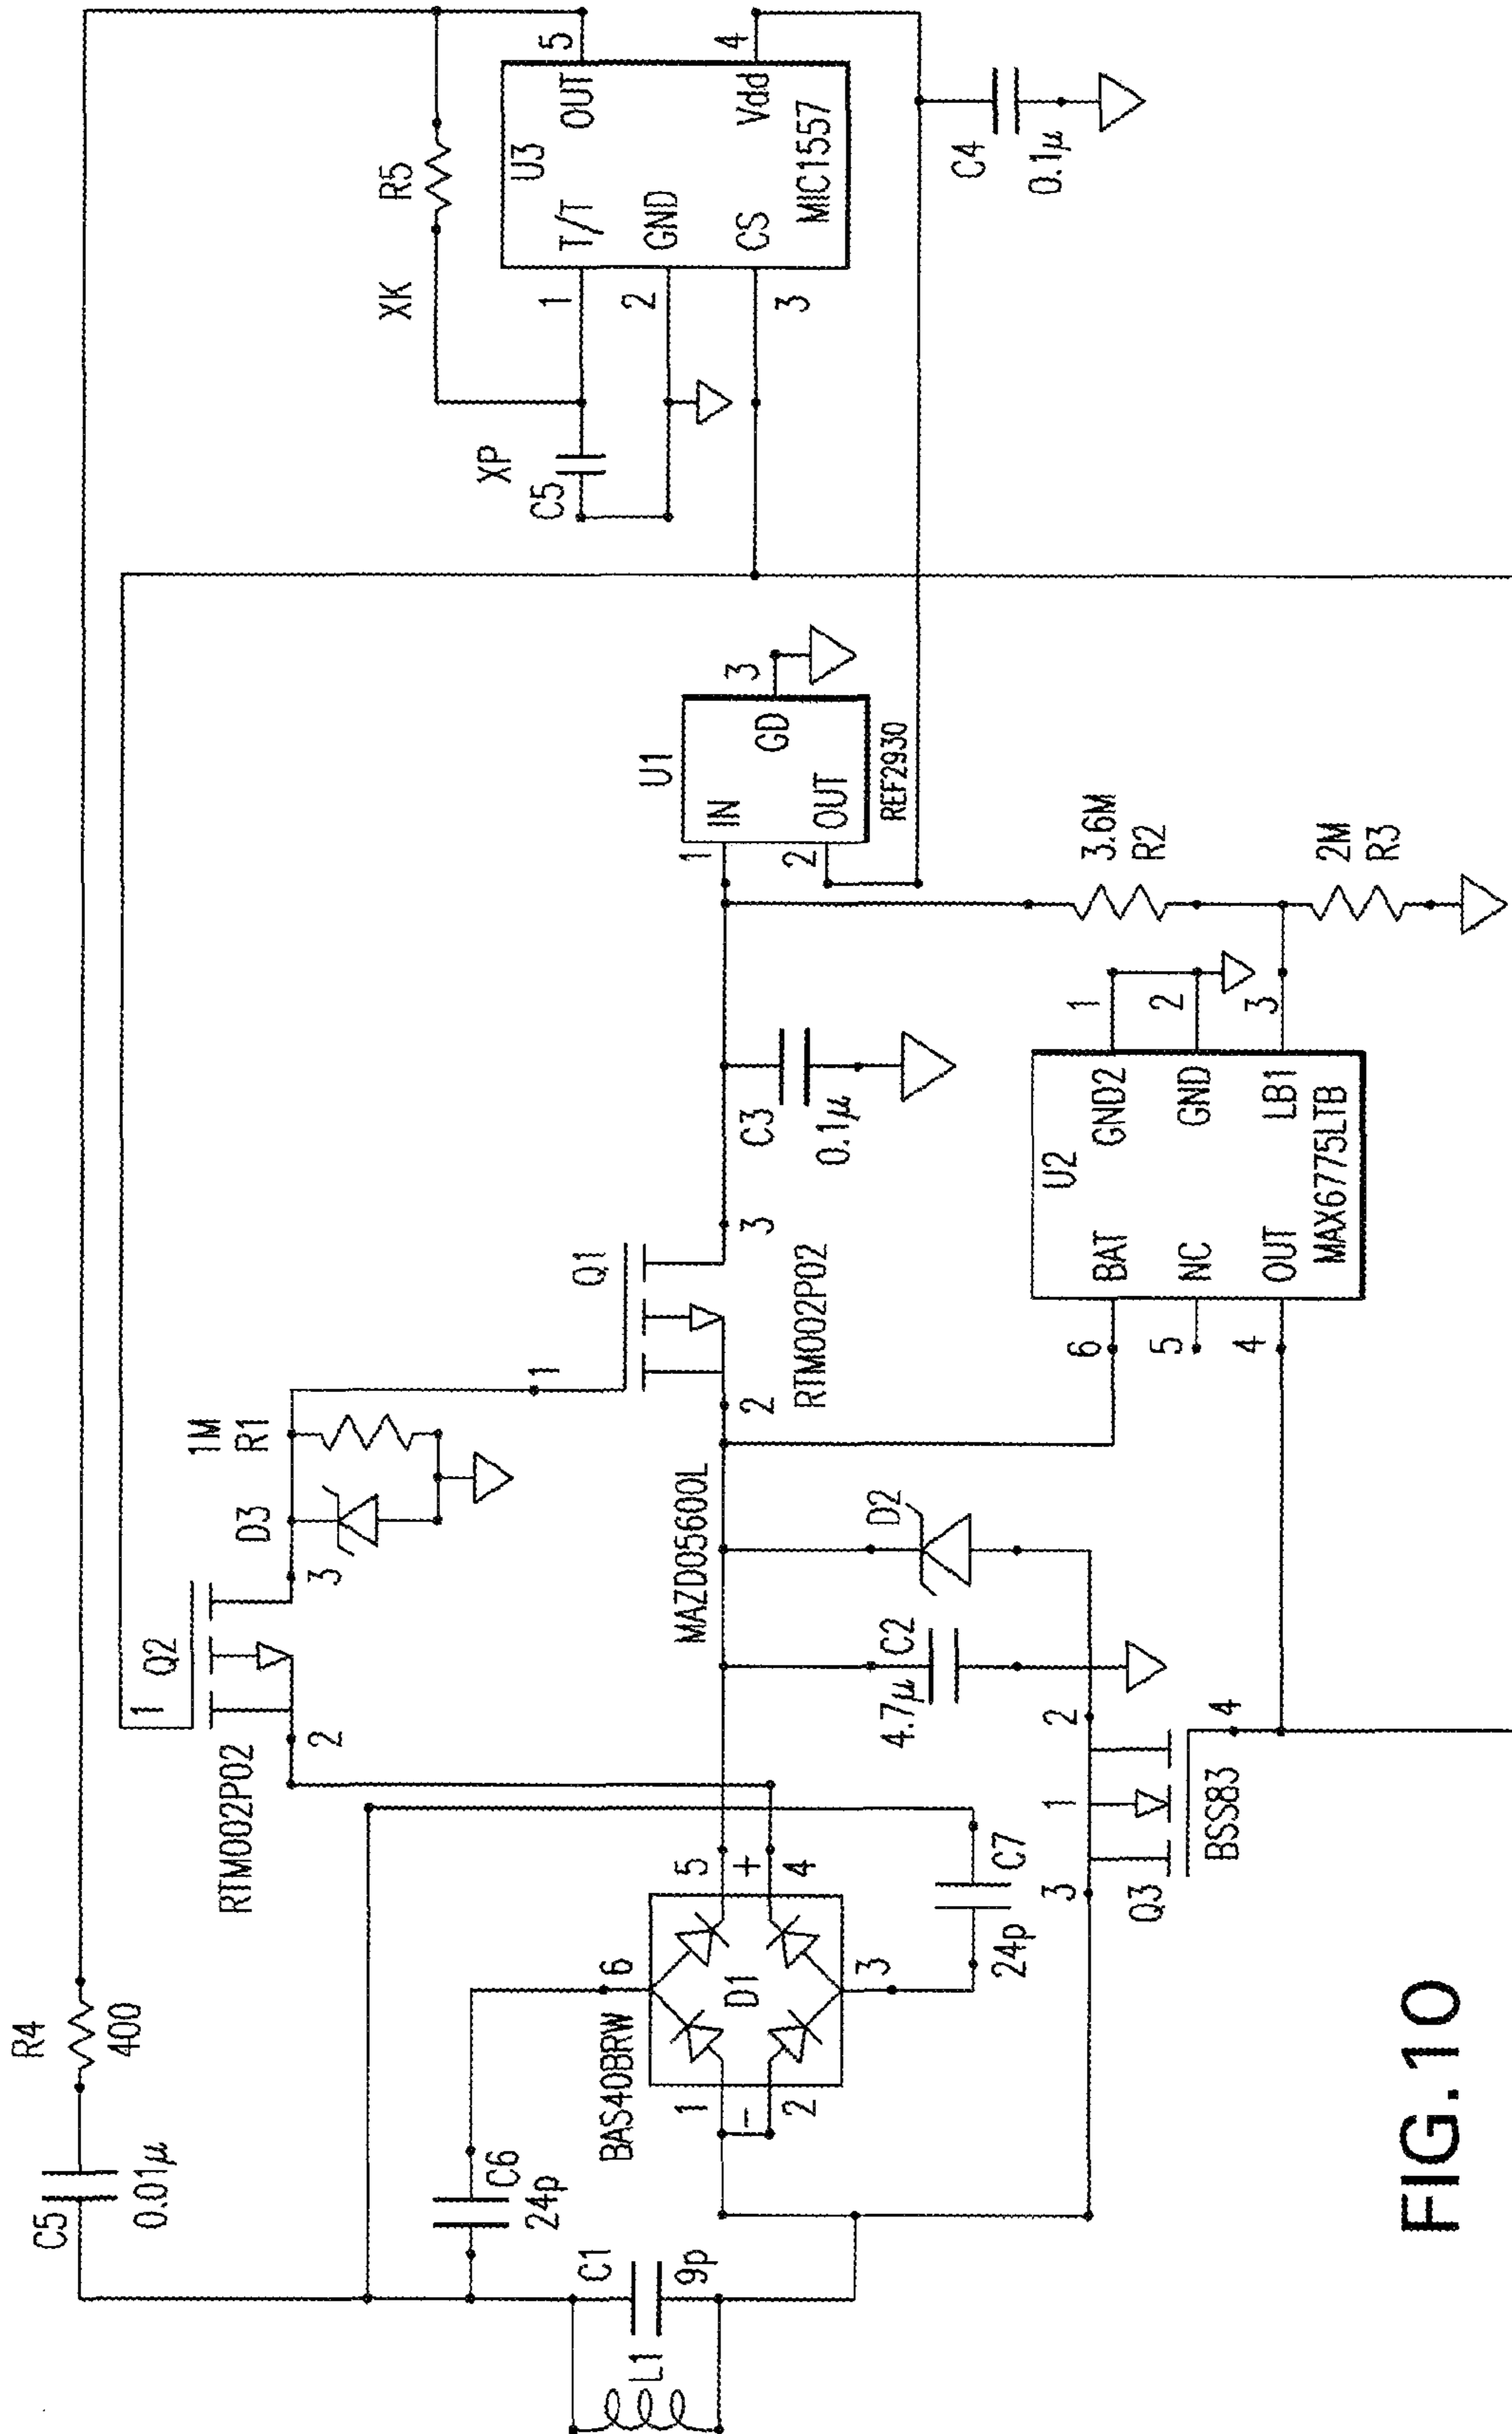 R4
400
C5
0.01μ
R5
XK
XP
C5
U3
T/T
OUT
GND
CS
Vdd
MIC1557
1
2
3
5
4
C4
0.1μ
RTM002P02
Q2
1
2
3
D3
1M
R1
Q1
1
2
3
RTM002P02
U1
IN
GD
OUT
REF2930
1
2
3
C3
0.1μ
MAZD05600L
D2
C2
4.7μ
BAS40BRW
D1
1
-
2
6
3
5
+
4
C6
24p
C7
24p
C1
9p
L1
Q3
BSS83
3
1
2
4
U2
BAT
NC
OUT
GND2
GND
LB1
MAX6775LTB
6
5
4
1
2
3
3.6M
R2
2M
R3
FIG.10